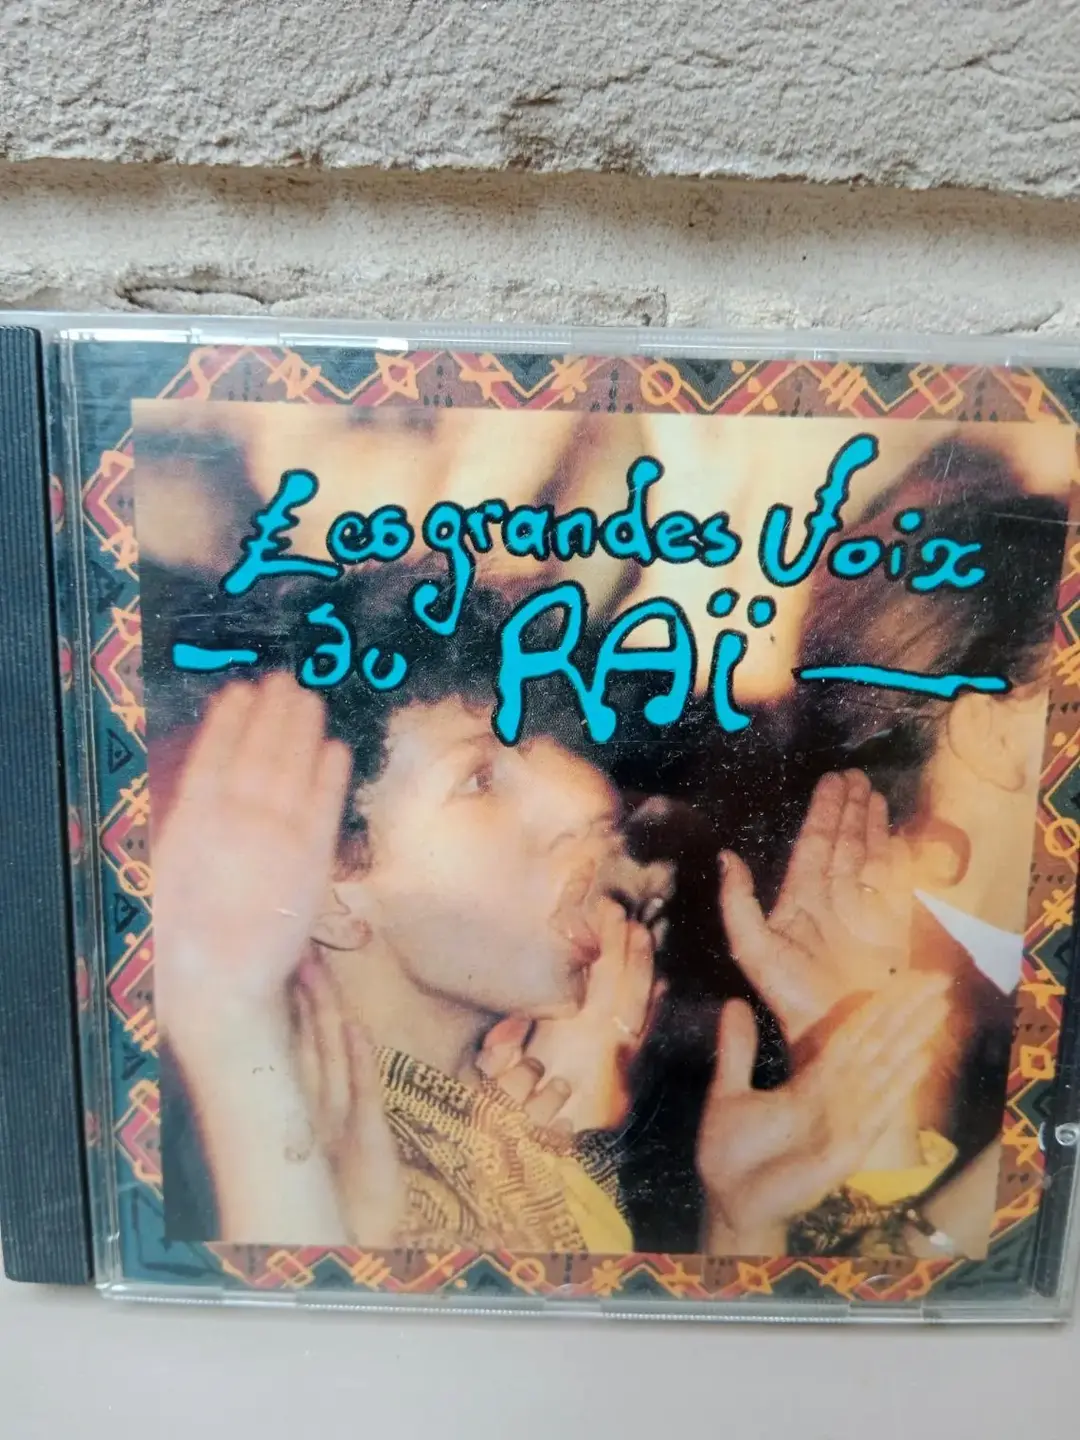 Les grandes Voix
- du RAÏ -